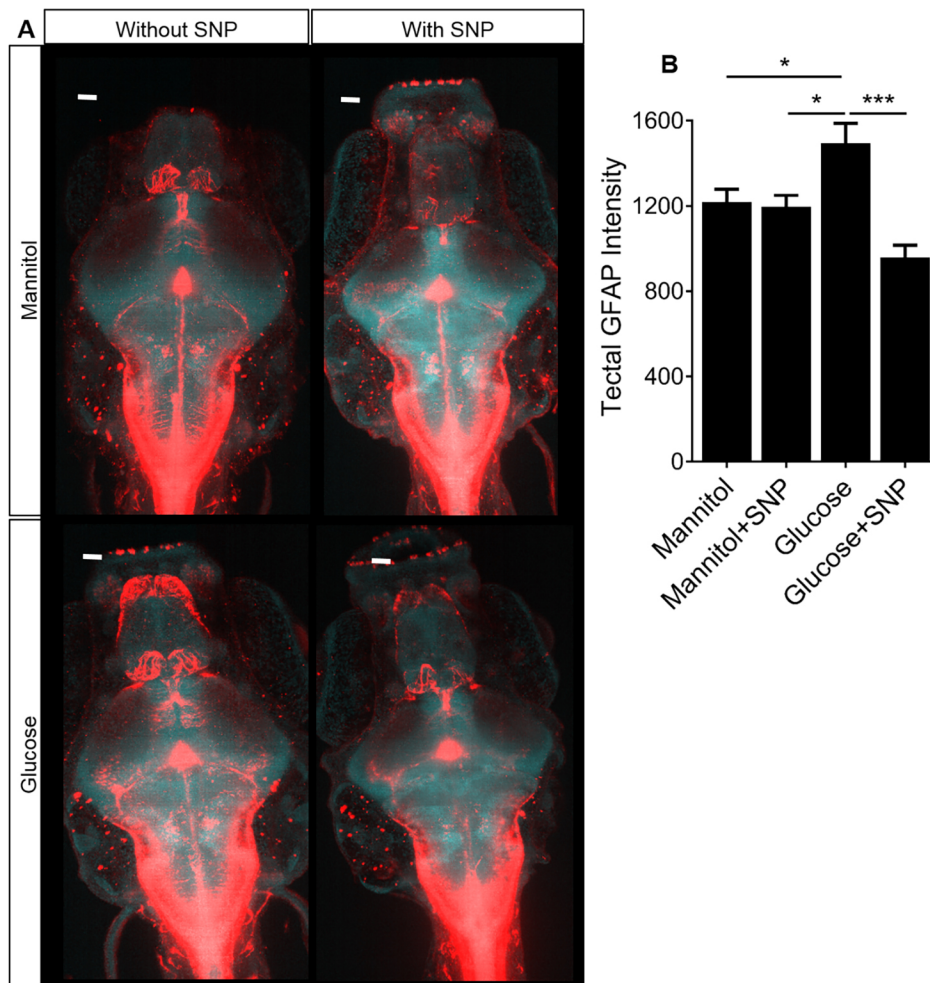 A
Without SNP
With SNP
Mannitol
Glucose
B
*
*
***
Tectal GFAP Intensity
1600
1200
800
400
0
Mannitol
Mannitol+SNP
Glucose
Glucose+SNP